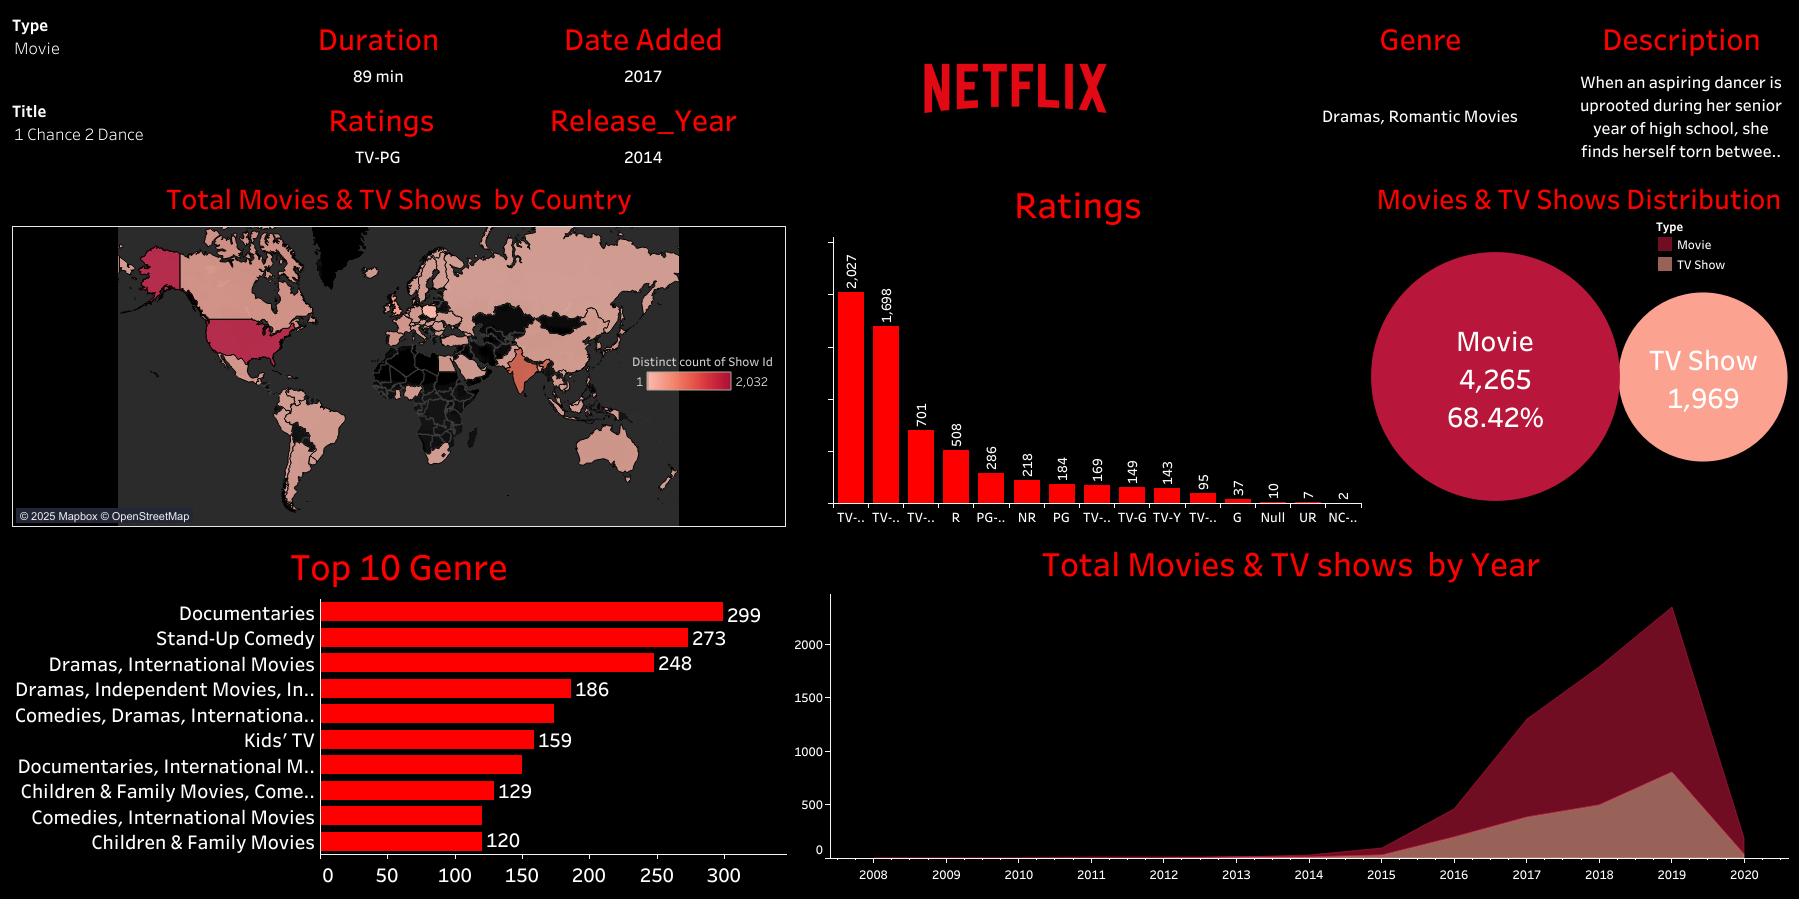 Type
Movie
Title
1 Chance 2 Dance
Duration
89 min
Date Added
2017
Ratings
TV-PG
Release_Year
2014
NETFLIX
Genre
Dramas, Romantic Movies
Description
When an aspiring dancer is
uprooted during her senior
year of high school, she
finds herself torn betwee..
Total Movies & TV Shows by Country
Distinct count of Show Id
1 2,032
© 2025 Mapbox © OpenStreetMap
Ratings
2,027 1,698 701 508 286 218 184 169 149 143 95 37 10 7 2
TV-.. TV-.. TV-.. R PG-.. NR PG TV-.. TV-G TV-Y TV-.. G Null UR NC-..
Movies & TV Shows Distribution
Type
Movie
TV Show
Movie
4,265
68.42%
TV Show
1,969
Top 10 Genre
Documentaries 299
Stand-Up Comedy 273
Dramas, International Movies 248
Dramas, Independent Movies, In.. 186
Comedies, Dramas, Internationa..
Kids’ TV 159
Documentaries, International M..
Children & Family Movies, Come.. 129
Comedies, International Movies
Children & Family Movies 120
0 50 100 150 200 250 300
Total Movies & TV shows by Year
2000
1500
1000
500
0
2008 2009 2010 2011 2012 2013 2014 2015 2016 2017 2018 2019 2020